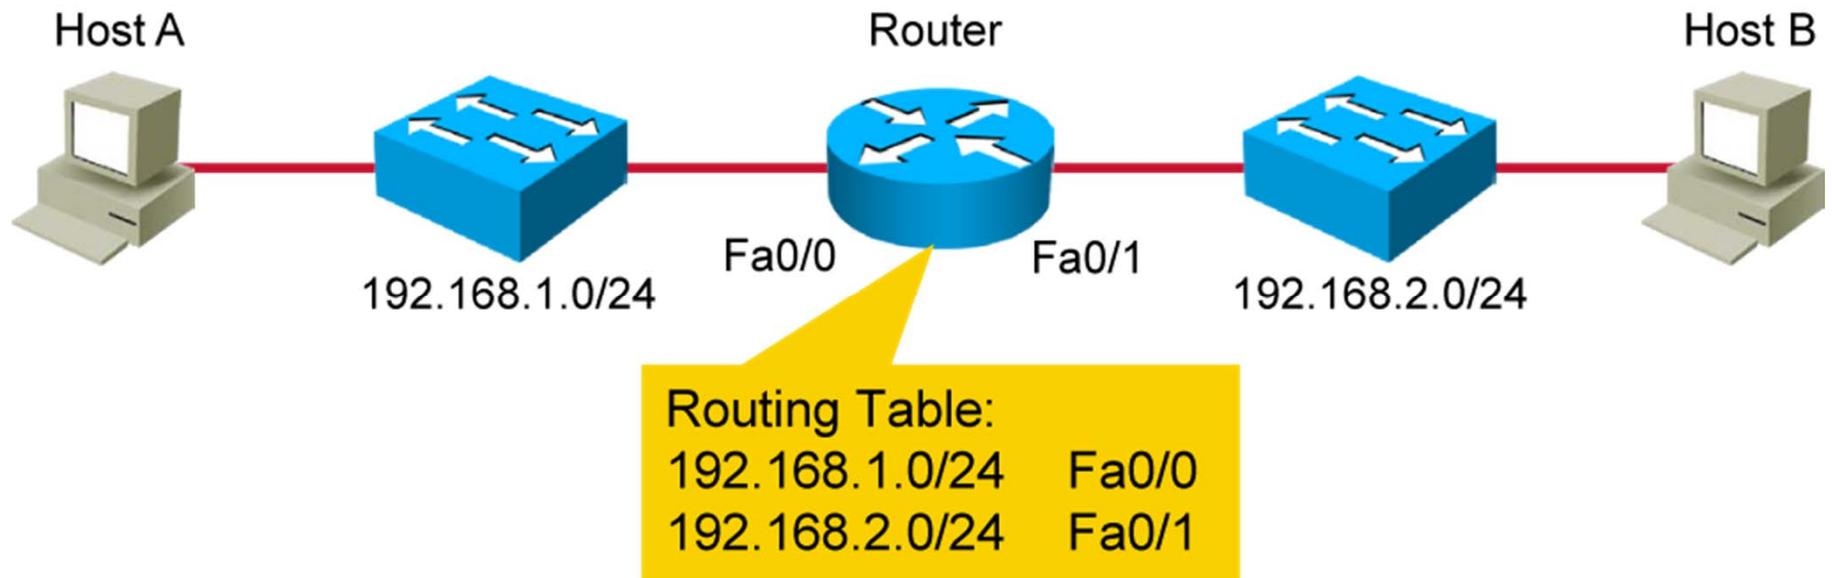 Host A
Router
Host B
Fa0/0
Fa0/1
192.168.1.0/24
192.168.2.0/24
Routing Table:
192.168.1.0/24 Fa0/0
192.168.2.0/24 Fa0/1